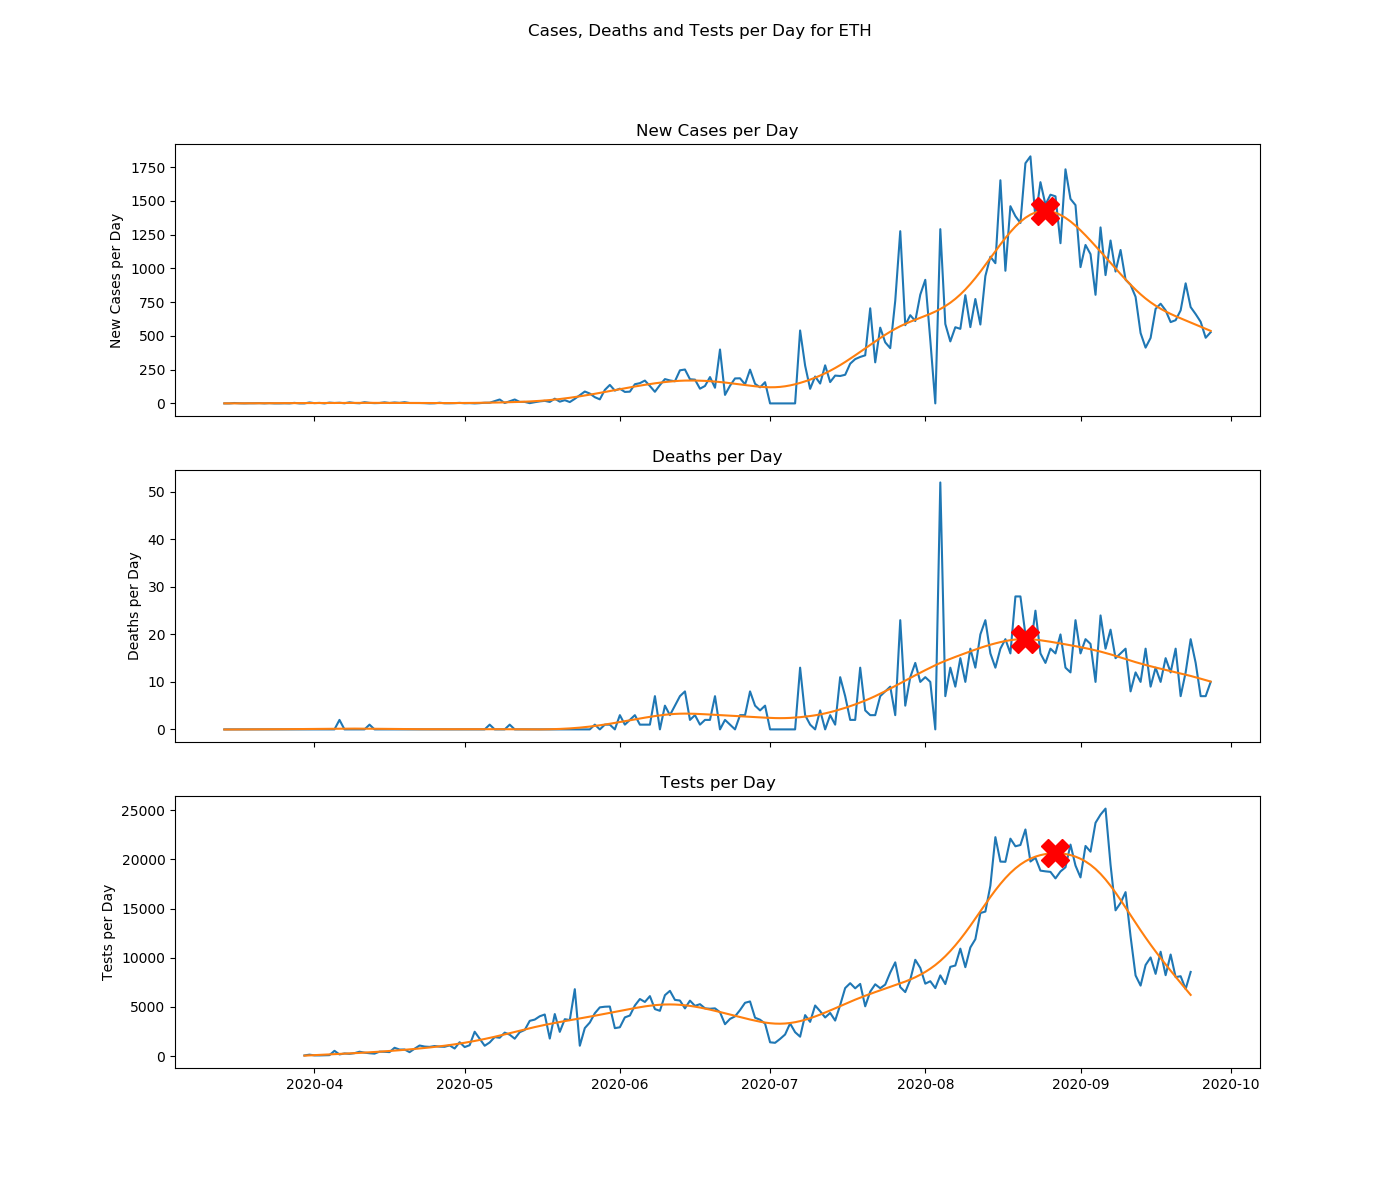 Cases, Deaths and Tests per Day for ETH
New Cases per Day
New Cases per Day
1750
1500
1250
1000
750
500
250
0
Deaths per Day
Deaths per Day
50
40
30
20
10
0
Tests per Day
Tests per Day
25000
20000
15000
10000
5000
0
2020-04 2020-05 2020-06 2020-07 2020-08 2020-09 2020-10